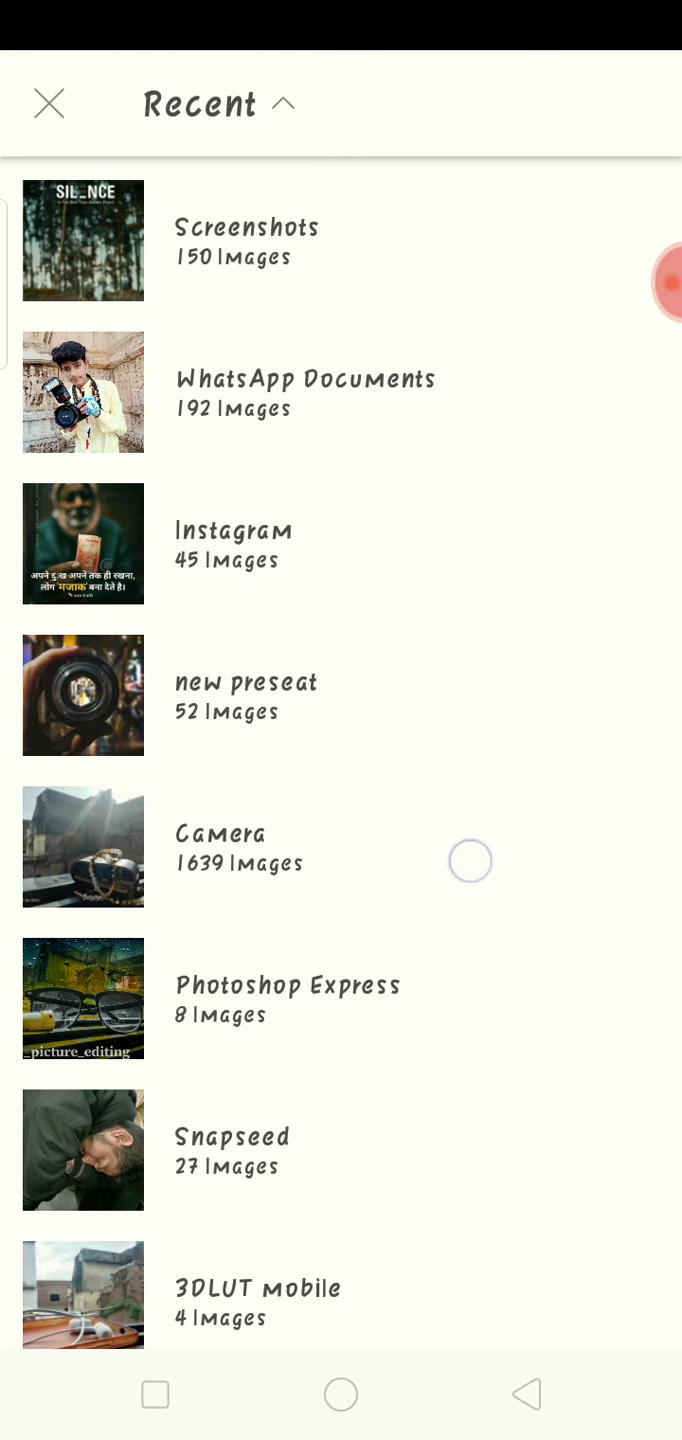 Recent
SIL_NCE
Screenshots
150 Images
WhatsApp Documents
192 Images
Instagram
45 Images
अपने दुःख अपने तक ही रखना,
लोग 'मजाक' बना देते है।
new preseat
52 Images
Camera
1639 Images
Photoshop Express
8 Images
_picture_editing
Snapseed
27 Images
3DLUT mobile
4 Images